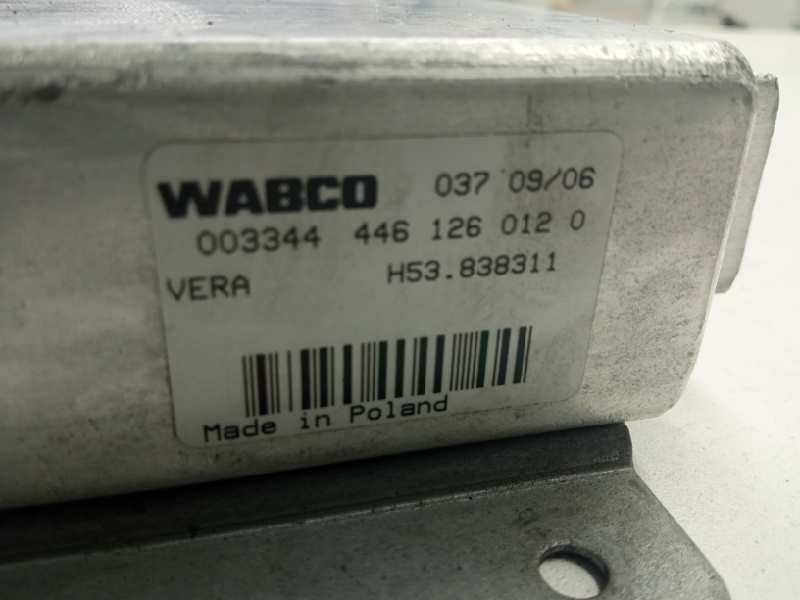 WABCO 037 09/06
003344 446 126 012 0
VERA H53.838311
Made in Poland